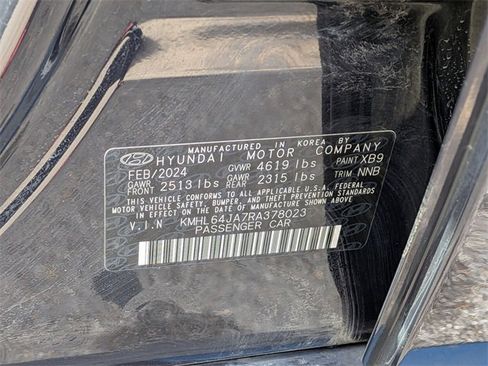 MANUFACTURED IN KOREA BY
HYUNDAI MOTOR COMPANY
FEB/2024 GVWR 4619 lbs PAINT XB9
GAWR FRONT 2513 lbs GAWR REAR 2315 lbs TRIM NNB
THIS VEHICLE CONFORMS TO ALL APPLICABLE U.S.A. FEDERAL
MOTOR VEHICLE SAFETY, BUMPER, AND THEFT PREVENTION STANDARDS
IN EFFECT ON THE DATE OF MANUFACTURE SHOWN ABOVE.
V.I.N KMHL64JA7RA378023
PASSENGER CAR